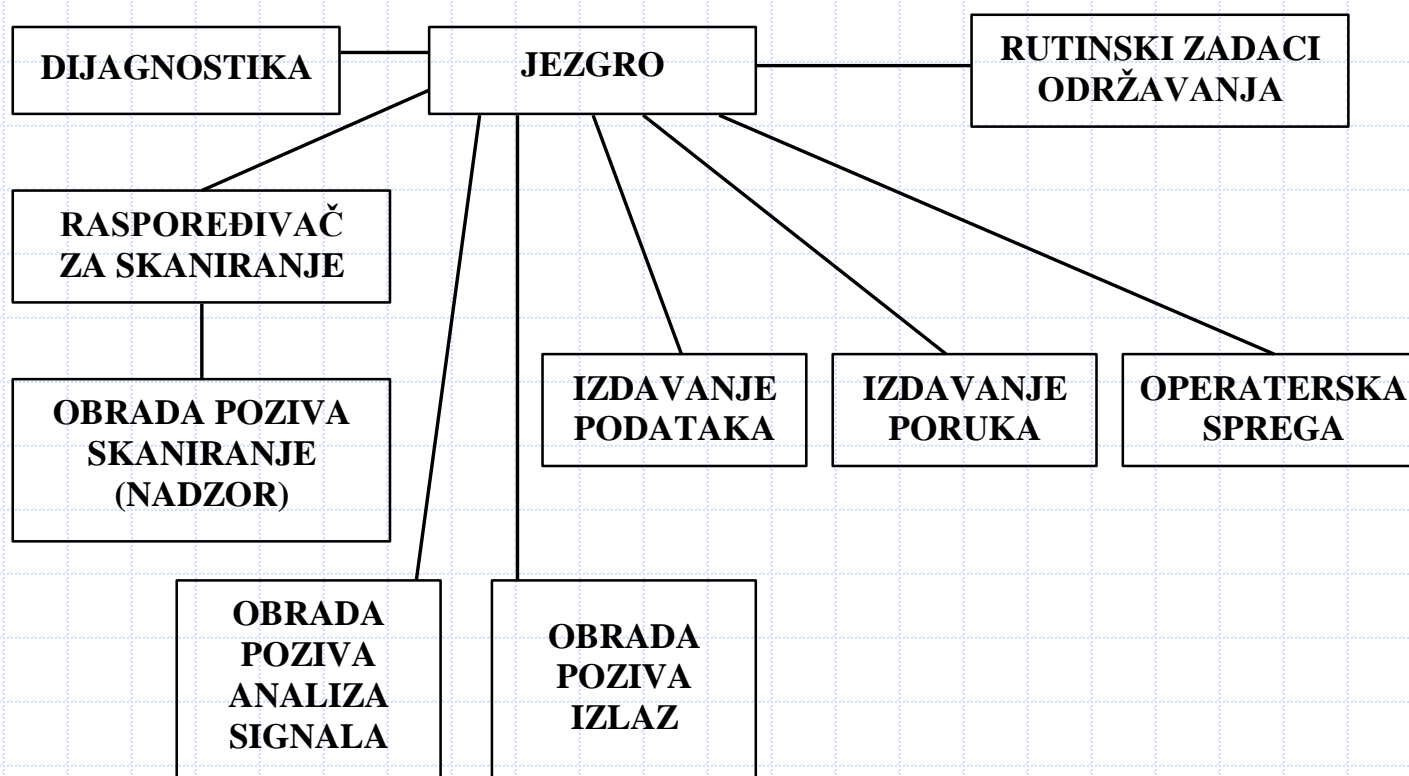 DIJAGNOSTIKA
JEZGRO
RUTINSKI ZADACI
ODRŽAVANJA
RASPOREĐIVAČ
ZA SKANIRANJE
OBRADA POZIVA
SKANIRANJE
(NADZOR)
IZDAVANJE
PODATAKA
IZDAVANJE
PORUKA
OPERATERSKA
SPREGA
OBRADA
POZIVA
ANALIZA
SIGNALA
OBRADA
POZIVA
IZLAZ